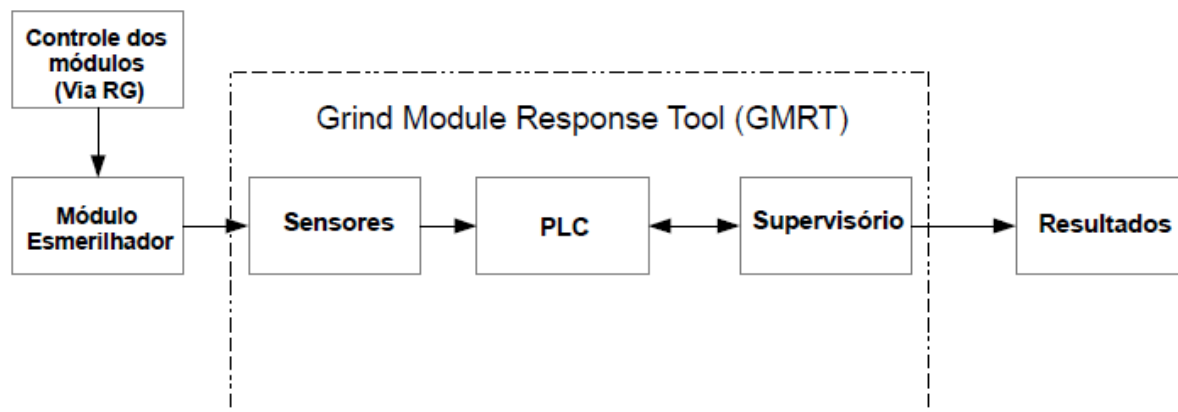 Controle dos
módulos
(Via RG)
Grind Module Response Tool (GMRT)
Módulo
Esmerilhador
Sensores
PLC
Supervisório
Resultados